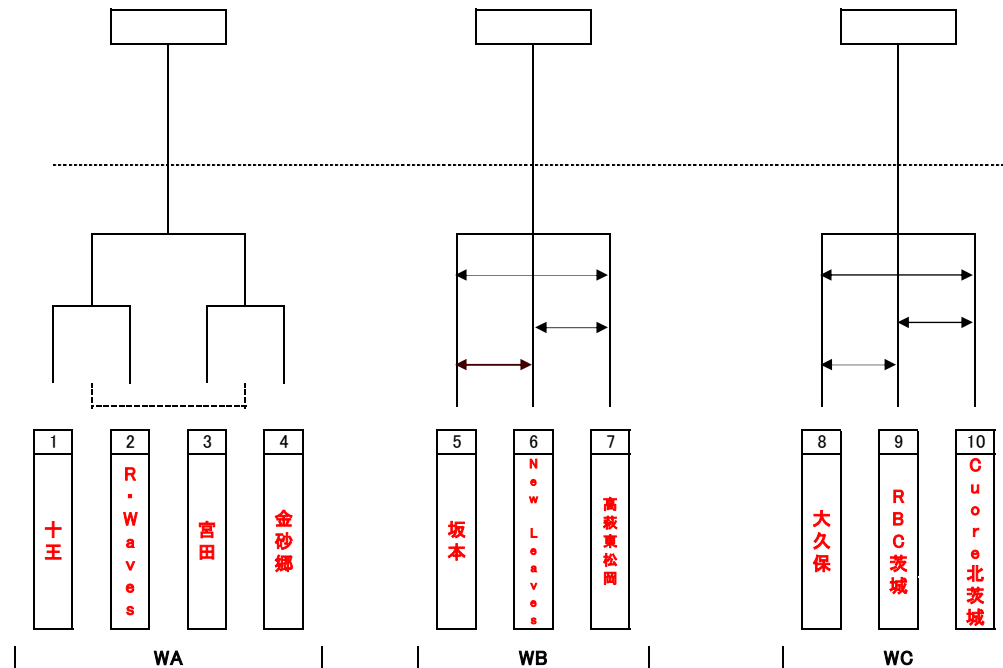 1
2
3
4
5
6
7
8
9
10
十王
R・Waves
宮田
金砂郷
坂本
New Leaves
高萩東松岡
大久保
RBC茨城
Cuore北茨城
WA
WB
WC